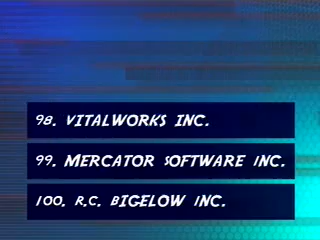 98. VITALWORKS INC.
99. MERCATOR SOFTWARE INC.
100. R.C. BIGELOW INC.